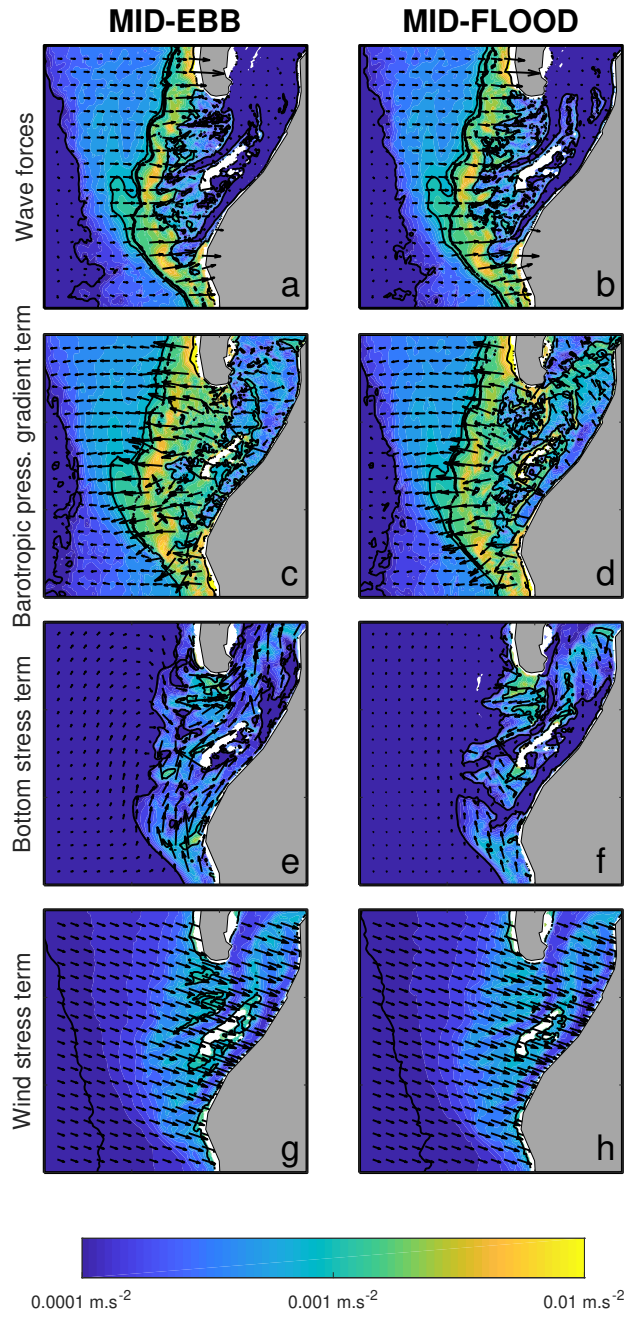 MID-EBB MID-FLOOD
Wave forces
a b
Barotropic press. gradient term
c d
Bottom stress term
e f
Wind stress term
g h
0.0001 m.s-2 0.001 m.s-2 0.01 m.s-2